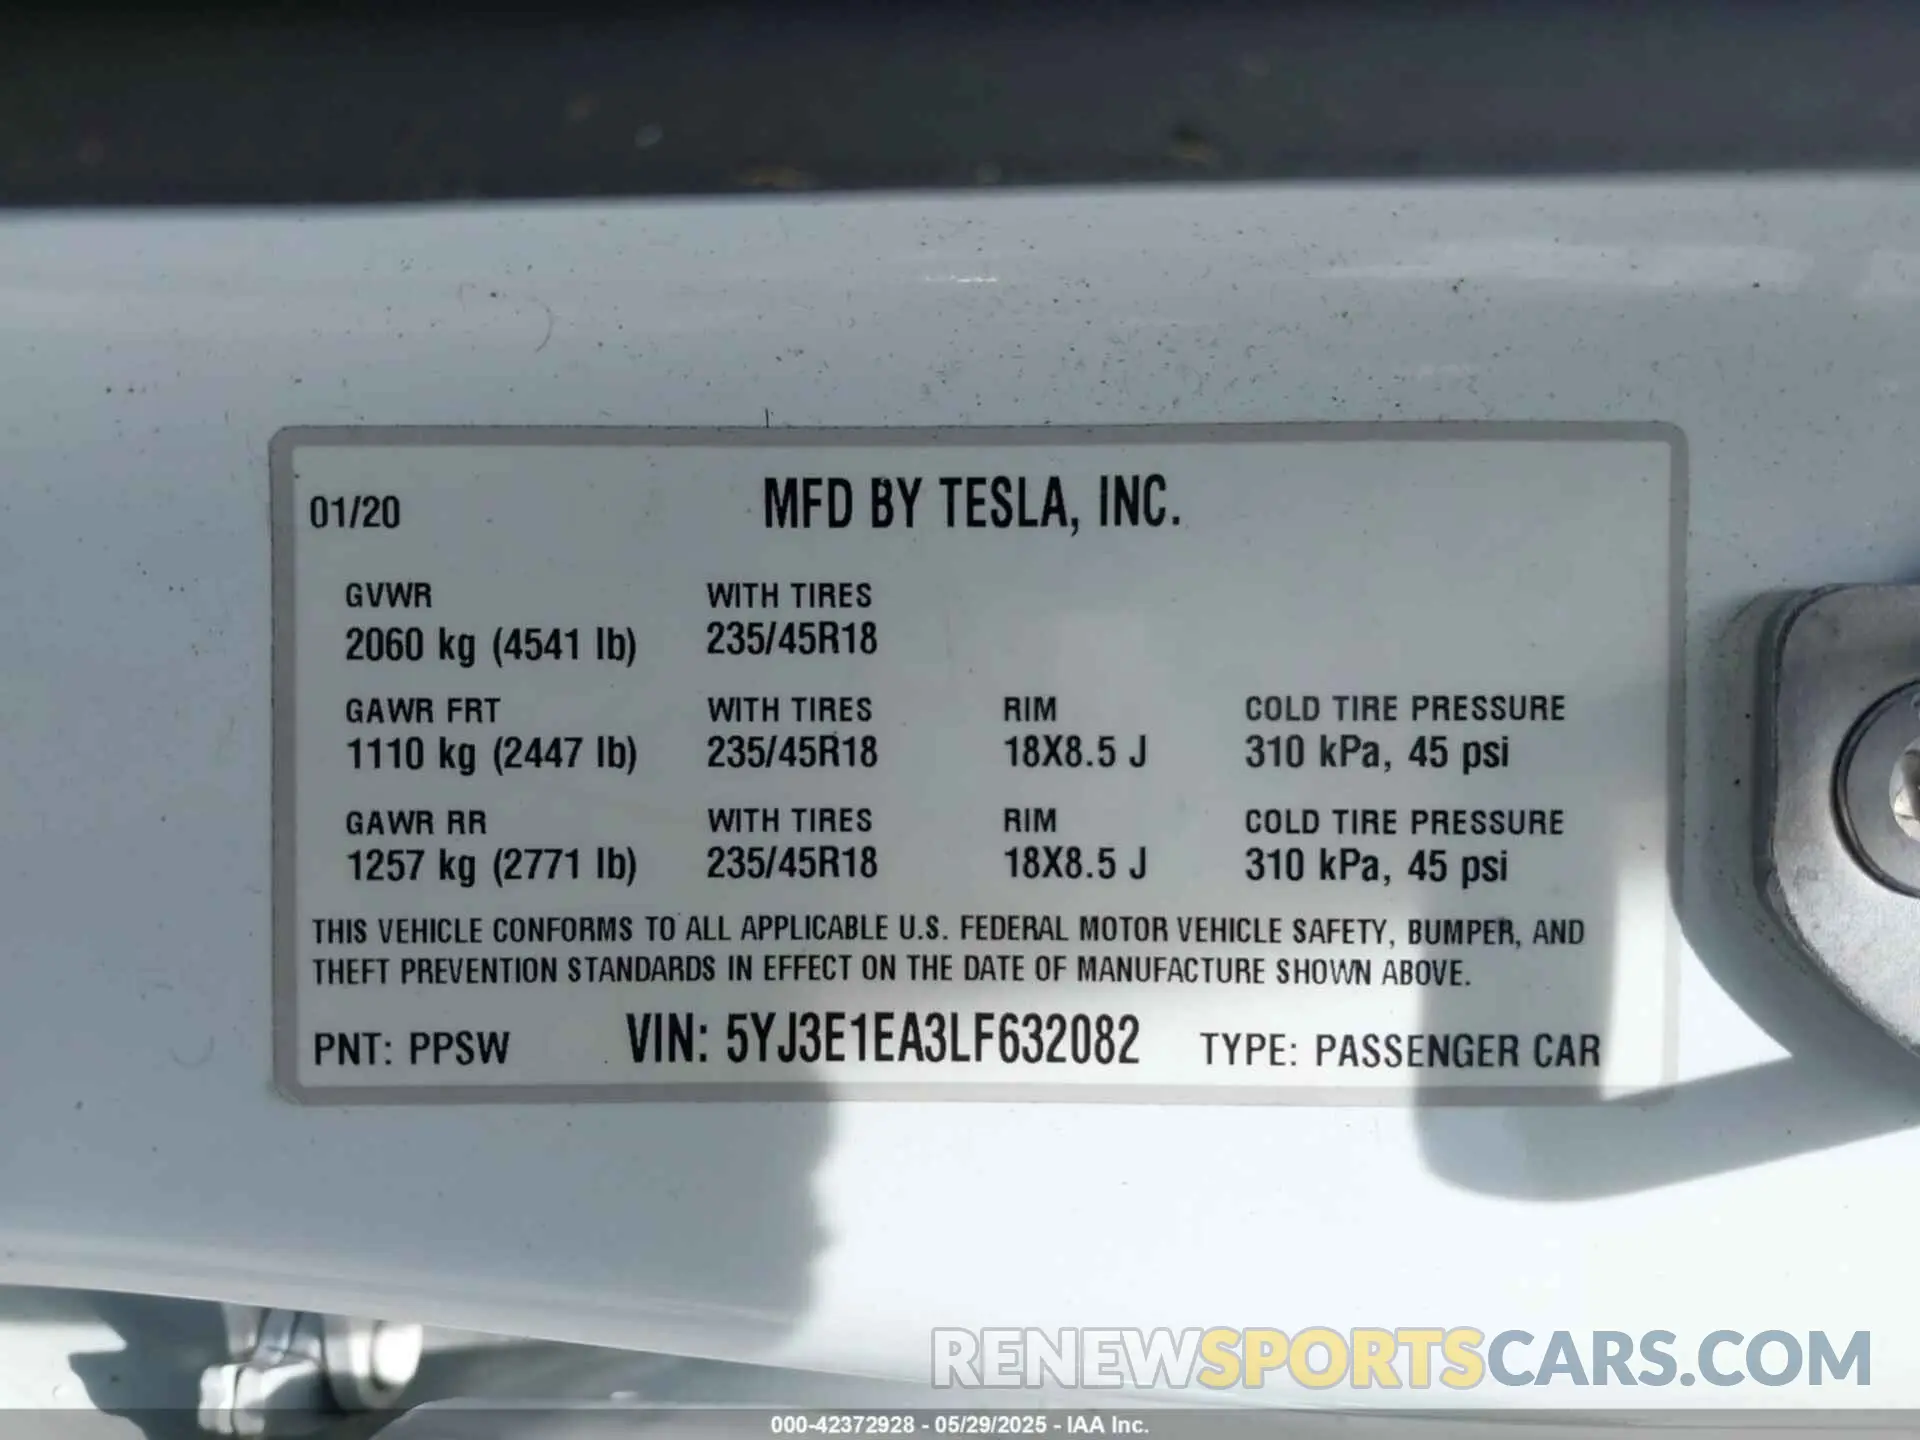 01/20 MFD BY TESLA, INC.
GVWR WITH TIRES
2060 kg (4541 lb) 235/45R18
GAWR FRT WITH TIRES RIM COLD TIRE PRESSURE
1110 kg (2447 lb) 235/45R18 18X8.5 J 310 kPa, 45 psi
GAWR RR WITH TIRES RIM COLD TIRE PRESSURE
1257 kg (2771 lb) 235/45R18 18X8.5 J 310 kPa, 45 psi
THIS VEHICLE CONFORMS TO ALL APPLICABLE U.S. FEDERAL MOTOR VEHICLE SAFETY, BUMPER, AND
THEFT PREVENTION STANDARDS IN EFFECT ON THE DATE OF MANUFACTURE SHOWN ABOVE.
PNT: PPSW VIN: 5YJ3E1EA3LF632082 TYPE: PASSENGER CAR
RENEWSPORTSCARS.COM
000-42372928 - 05/29/2025 - IAA Inc.